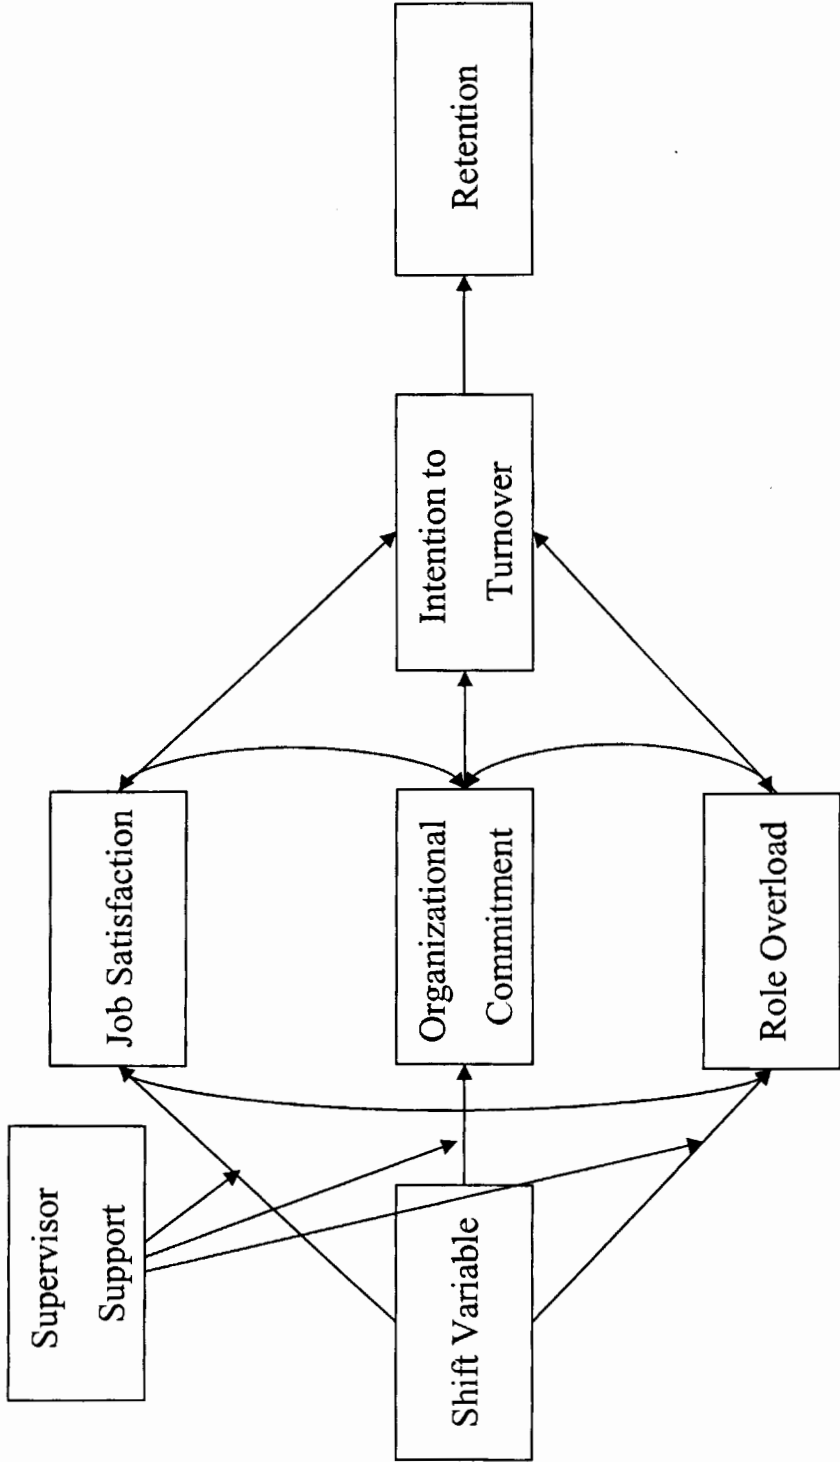 Supervisor
Support
Shift Variable
Job Satisfaction
Organizational
Commitment
Role Overload
Intention to
Turnover
Retention